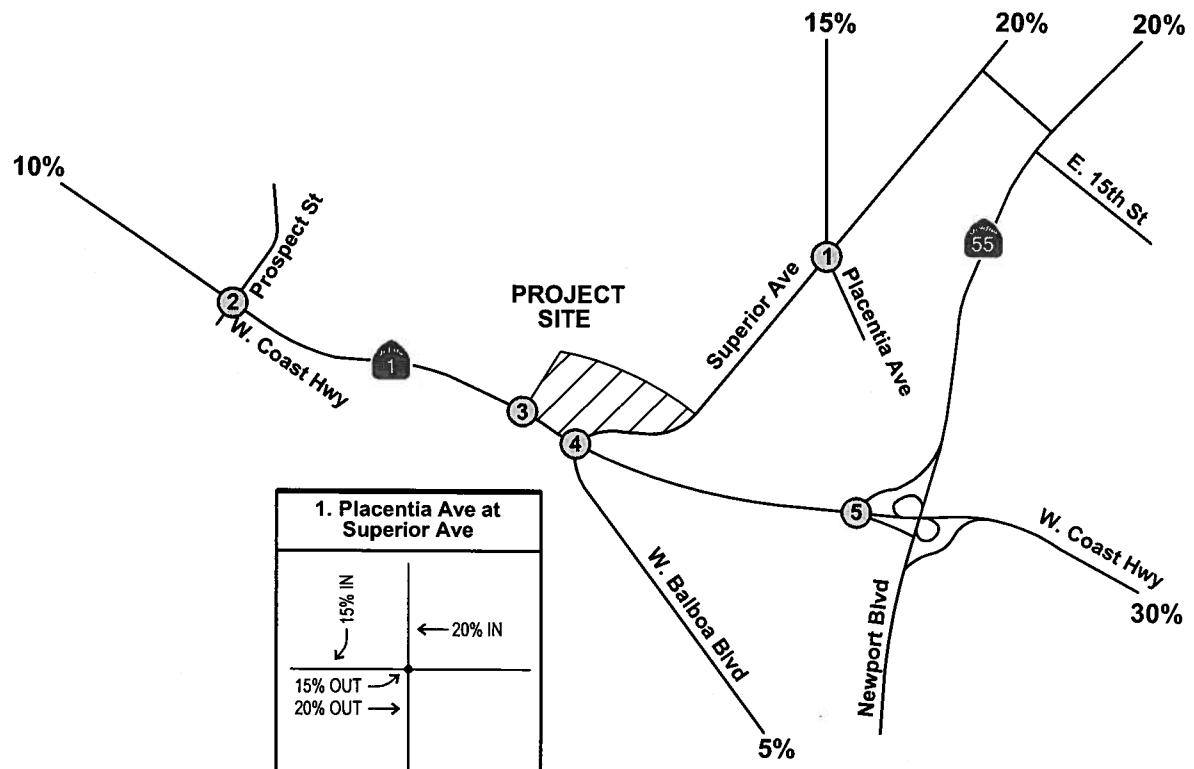 15%
20%
20%
10%
Prospect St
E. 15th St
55
1
Placentia Ave
Superior Ave
2
PROJECT
SITE
W. Coast Hwy
1
3
4
5
W. Coast Hwy
30%
W. Balboa Blvd
Newport Blvd
5%
1. Placentia Ave at
Superior Ave
15% IN
20% IN
15% OUT
20% OUT